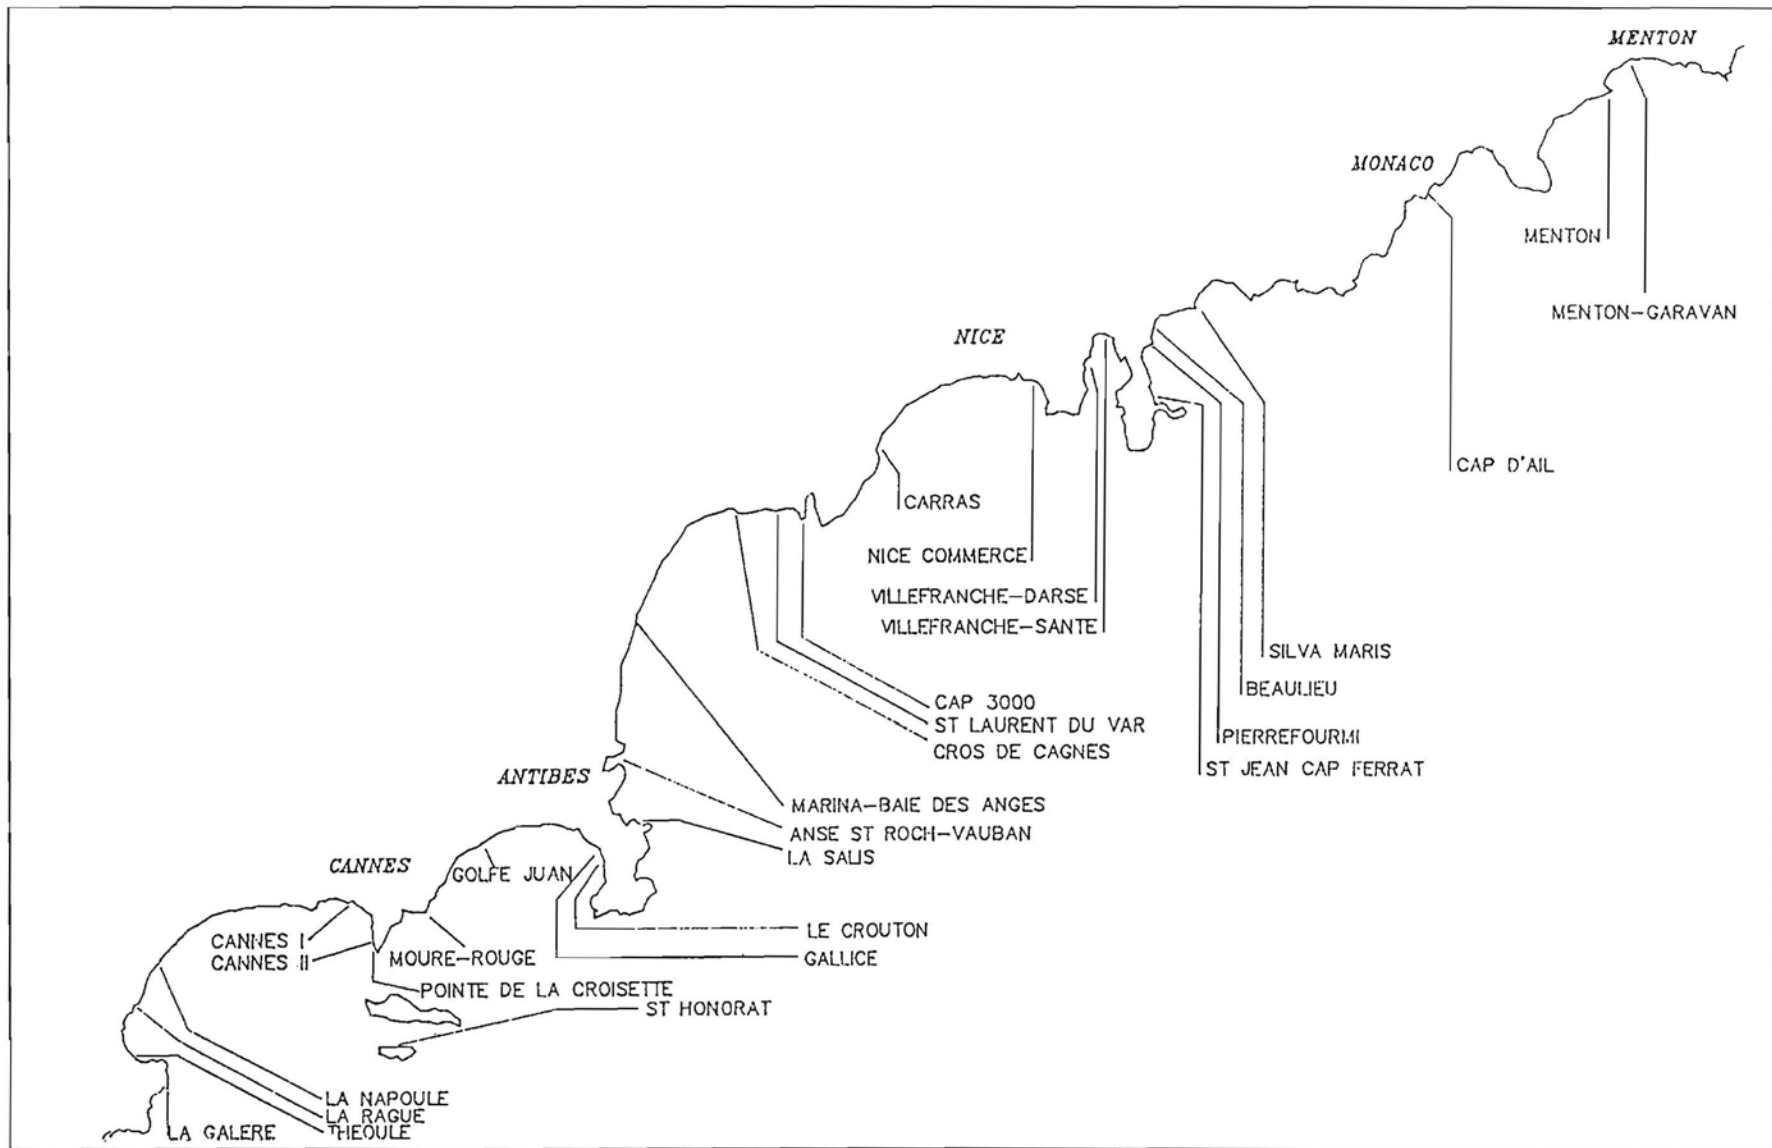 MENTON
MONACO
MENTON
MENTON-GARAVAN
NICE
CAP D'AIL
CARRAS
NICE COMMERCE
VILLEFRANCHE-DARSE
VILLEFRANCHE-SANTE
SILVA MARIS
BEAULIEU
CAP 3000
ST LAURENT DU VAR
PIERREFOURMI
CROS DE CAGNES
ST JEAN CAP FERRAT
ANTIBES
MARINA-BAIE DES ANGES
ANSE ST ROCH-VAUBAN
LA SALIS
CANNES
GOLFE JUAN
LE CROUTON
CANNES I
CANNES II
MOURE-ROUGE
GALLICE
POINTE DE LA CROISETTE
ST HONORAT
LA NAPOULE
LA RAGUE
THEOULE
LA GALERE